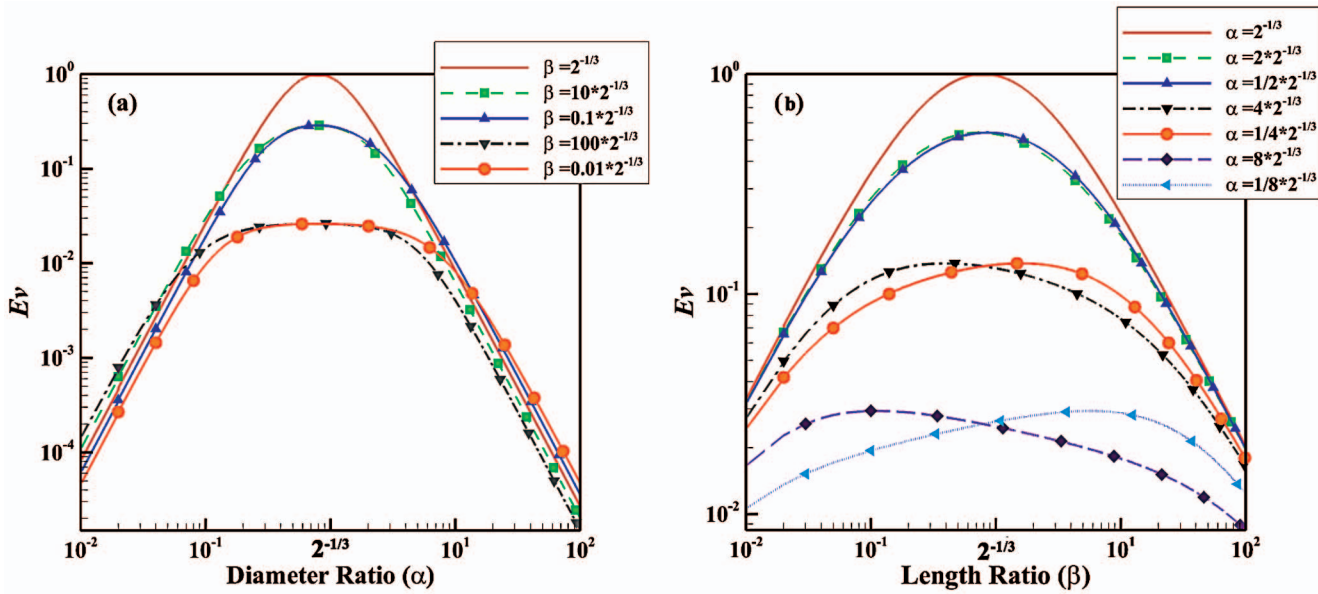 (a)
β =2^-1/3
β =10*2^-1/3
β =0.1*2^-1/3
β =100*2^-1/3
β =0.01*2^-1/3
10^0
10^-1
10^-2
10^-3
10^-4
Ev
10^-2
10^-1
2^-1/3
10^1
10^2
Diameter Ratio (α)
(b)
α =2^-1/3
α =2*2^-1/3
α =1/2*2^-1/3
α =4*2^-1/3
α =1/4*2^-1/3
α =8*2^-1/3
α =1/8*2^-1/3
10^0
10^-1
10^-2
Ev
10^-2
10^-1
2^-1/3
10^1
10^2
Length Ratio (β)